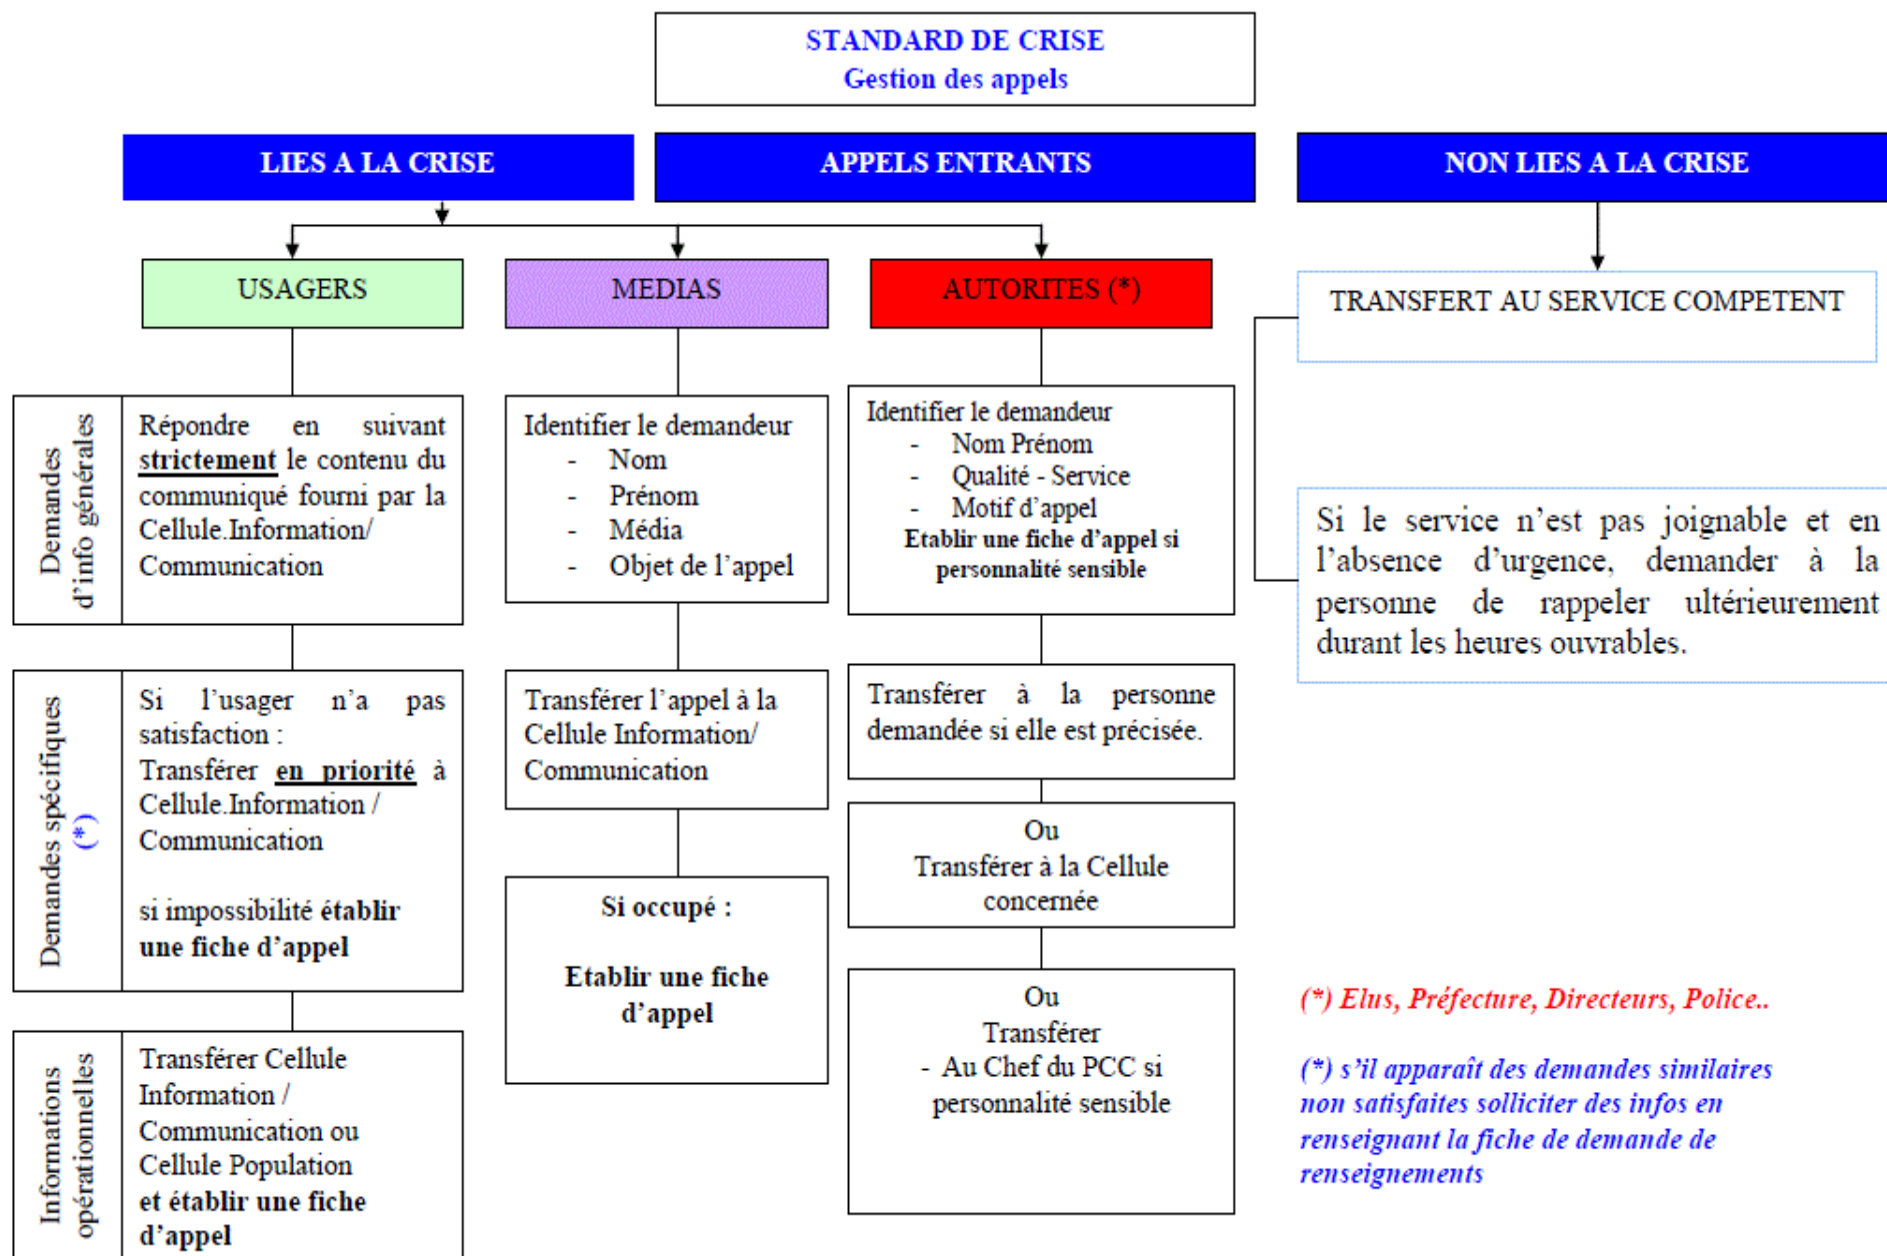 STANDARD DE CRISE
Gestion des appels
LIES A LA CRISE
APPELS ENTRANTS
NON LIES A LA CRISE
USAGERS
MEDIAS
AUTORITES (*)
TRANSFERT AU SERVICE COMPETENT
Demandes
d’info générales
Répondre en suivant
strictement le contenu du
communiqué fourni par la
Cellule.Information/
Communication
Identifier le demandeur
- Nom
- Prénom
- Média
- Objet de l’appel
Identifier le demandeur
- Nom Prénom
- Qualité - Service
- Motif d’appel
Etablir une fiche d’appel si
personnalité sensible
Si le service n’est pas joignable et en
l’absence d’urgence, demander à la
personne de rappeler ultérieurement
durant les heures ouvrables.
Demandes spécifiques
(*)
Si l’usager n’a pas
satisfaction :
Transférer en priorité à
Cellule.Information /
Communication
si impossibilité établir
une fiche d’appel
Transférer l’appel à la
Cellule Information/
Communication
Transférer à la personne
demandée si elle est précisée.
Ou
Transférer à la Cellule
concernée
Si occupé :
Etablir une fiche
d’appel
Ou
Transférer
- Au Chef du PCC si
personnalité sensible
Informations
opérationnelles
Transférer Cellule
Information /
Communication ou
Cellule Population
et établir une fiche
d’appel
(*) Elus, Préfecture, Directeurs, Police..
(*) s’il apparaît des demandes similaires
non satisfaites solliciter des infos en
renseignant la fiche de demande de
renseignements